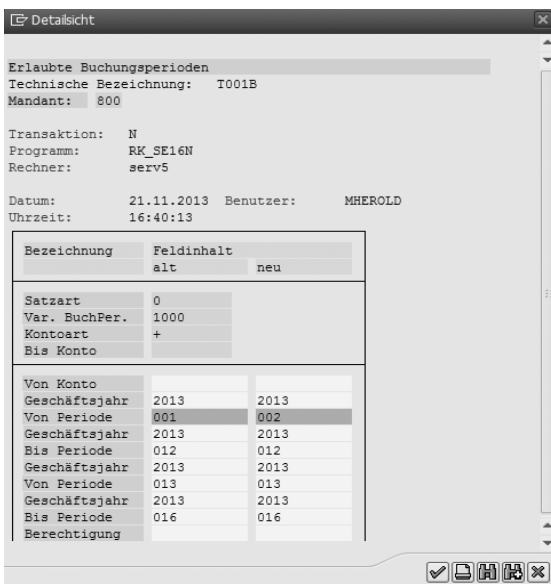 Detailsicht
Erlaubte Buchungsperioden
Technische Bezeichnung: T001B
Mandant: 800
Transaktion: N
Programm: RK_SE16N
Rechner: serv5
Datum: 21.11.2013 Benutzer: MHEROLD
Uhrzeit: 16:40:13
Bezeichnung Feldinhalt
alt neu
Satzart 0
Var. BuchPer. 1000
Kontoart +
Bis Konto
Von Konto
Geschäftsjahr 2013 2013
Von Periode 001 002
Geschäftsjahr 2013 2013
Bis Periode 012 012
Geschäftsjahr 2013 2013
Von Periode 013 013
Geschäftsjahr 2013 2013
Bis Periode 016 016
Berechtigung